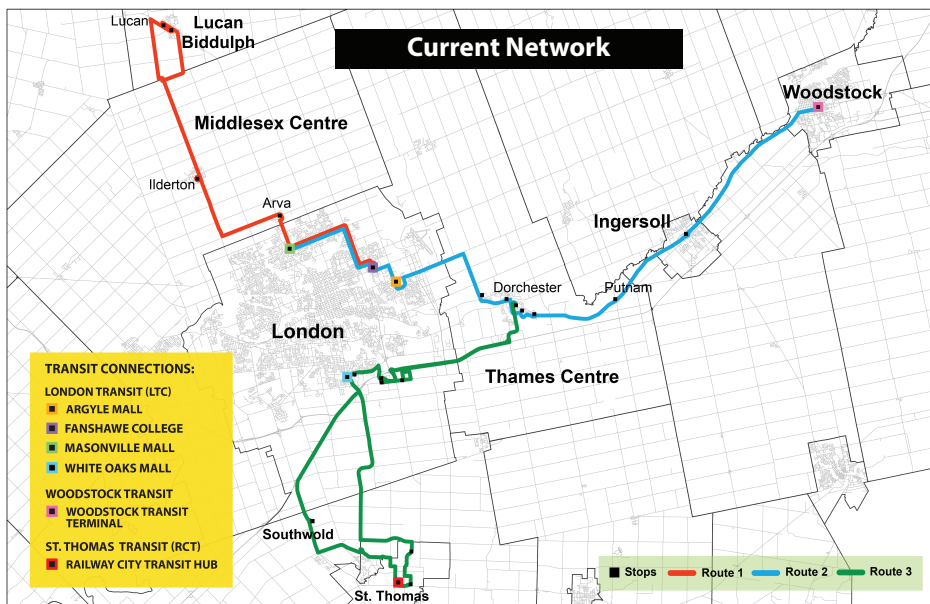 Current Network
Lucan
Lucan
Biddulph
Woodstock
Middlesex Centre
Ilderton
Arva
Ingersoll
Dorchester
Putnam
London
Thames Centre
Southwold
St. Thomas
TRANSIT CONNECTIONS:
LONDON TRANSIT (LTC)
ARGYLE MALL
FANSHAWE COLLEGE
MASONVILLE MALL
WHITE OAKS MALL
WOODSTOCK TRANSIT
WOODSTOCK TRANSIT
TERMINAL
ST. THOMAS TRANSIT (RCT)
RAILWAY CITY TRANSIT HUB
Stops Route 1 Route 2 Route 3